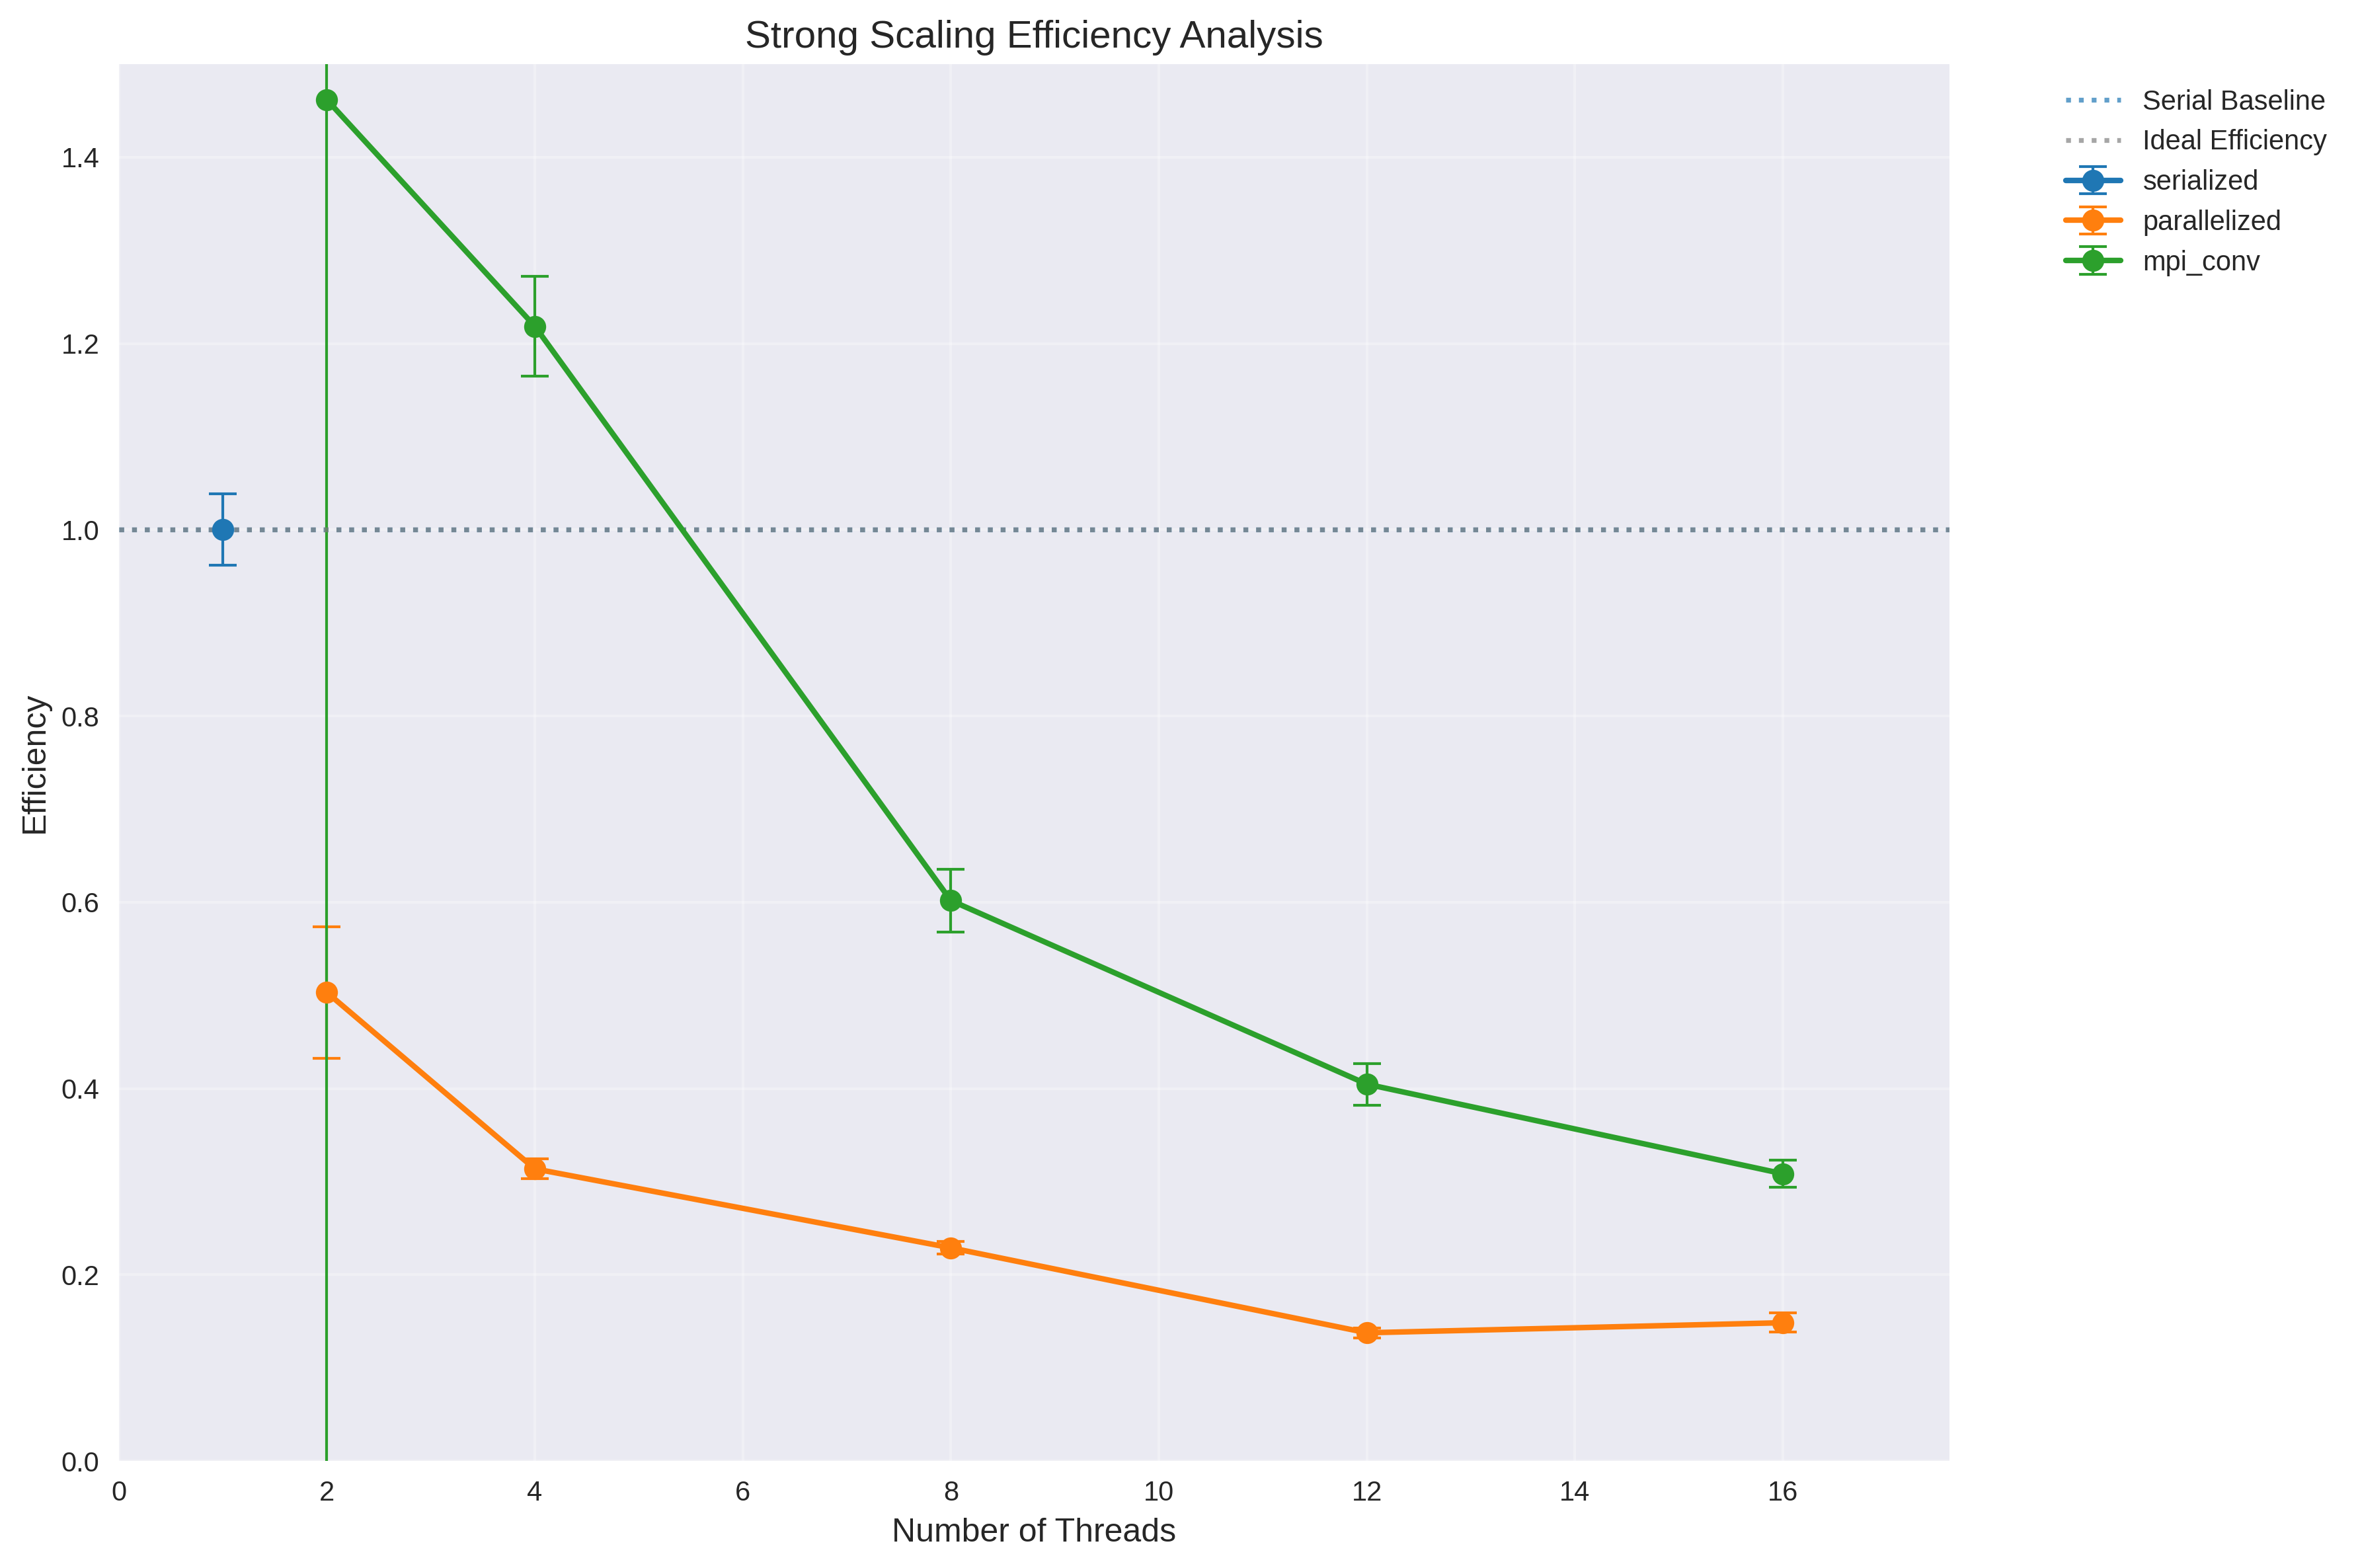 Strong Scaling Efficiency Analysis
Serial Baseline
Ideal Efficiency
serialized
parallelized
mpi_conv
Efficiency
1.4
1.2
1.0
0.8
0.6
0.4
0.2
0.0
0 2 4 6 8 10 12 14 16
Number of Threads